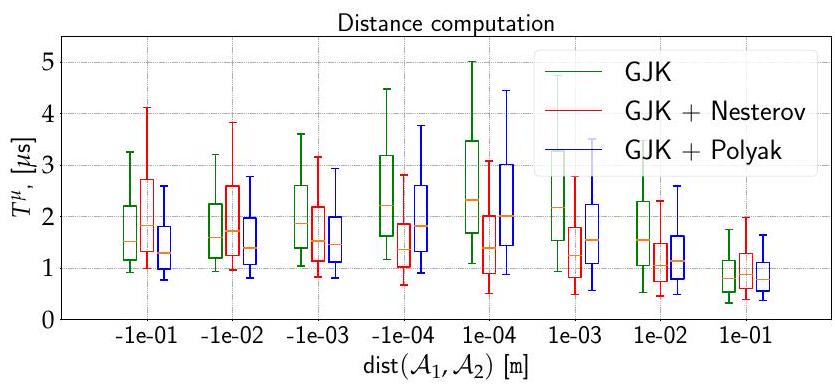 Distance computation
GJK
GJK + Nesterov
GJK + Polyak
T^μ, [μs]
5
4
3
2
1
0
-1e-01 -1e-02 -1e-03 -1e-04 1e-04 1e-03 1e-02 1e-01
dist(𝒜₁, 𝒜₂) [m]